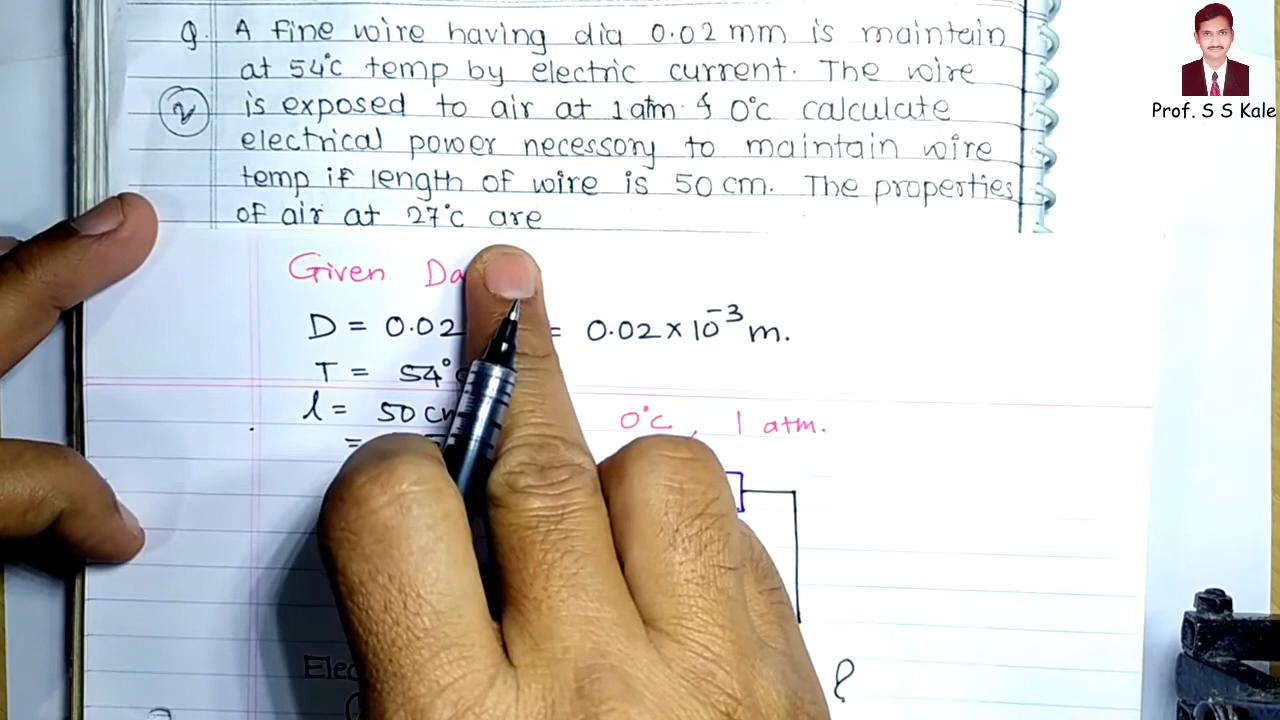 Q. A fine wire having dia 0.02 mm is maintain
at 54°c temp by electric current. The wire
is exposed to air at 1 atm. & 0°c calculate
electrical power necessory to maintain wire
temp if length of wire is 50 cm. The properties
of air at 27°c are
Prof. S S Kale
Given
D = 0.02 = 0.02 × 10⁻³ m.
T = 54°
l = 50 cm
=
0°c, 1 atm.
l